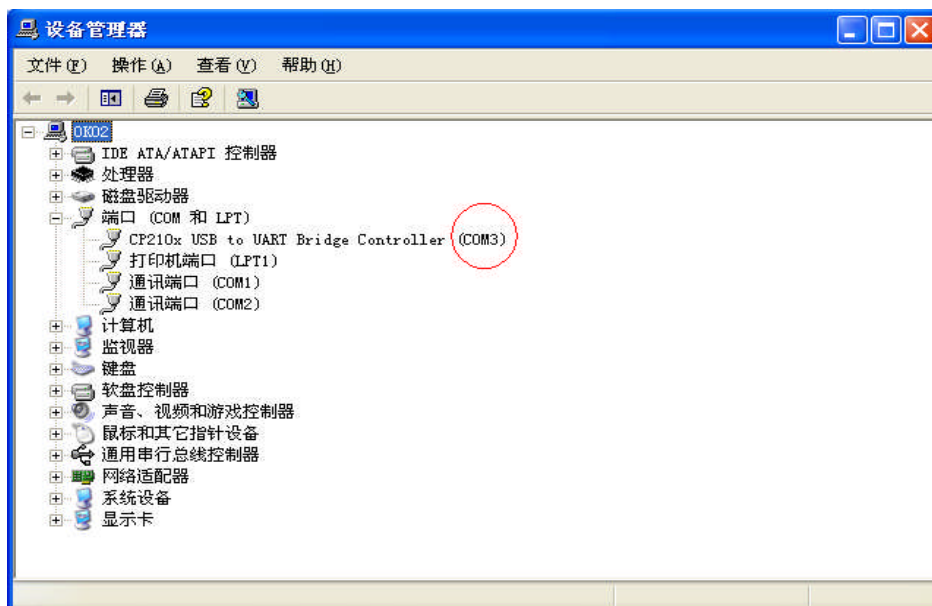 设备管理器
文件(F) 操作(A) 查看(V) 帮助(H)
OKO2
IDE ATA/ATAPI 控制器
处理器
磁盘驱动器
端口 (COM 和 LPT)
CP210x USB to UART Bridge Controller (COM3)
打印机端口 (LPT1)
通讯端口 (COM1)
通讯端口 (COM2)
计算机
监视器
键盘
软盘控制器
声音、视频和游戏控制器
鼠标和其它指针设备
通用串行总线控制器
网络适配器
系统设备
显示卡